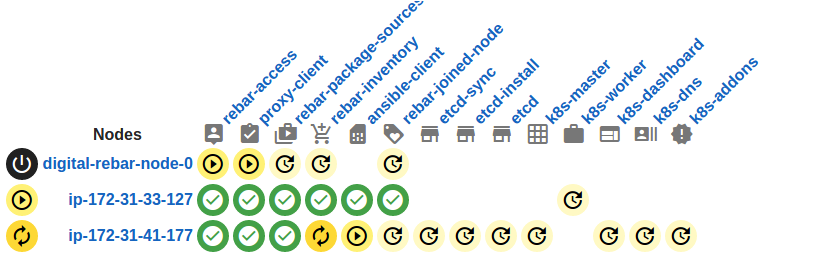 rebar-access
proxy-client
rebar-package-sources
rebar-inventory
ansible-client
rebar-joined-node
etcd-sync
etcd-install
etcd
k8s-master
k8s-worker
k8s-dashboard
k8s-dns
k8s-addons
Nodes
digital-rebar-node-0
ip-172-31-33-127
ip-172-31-41-177